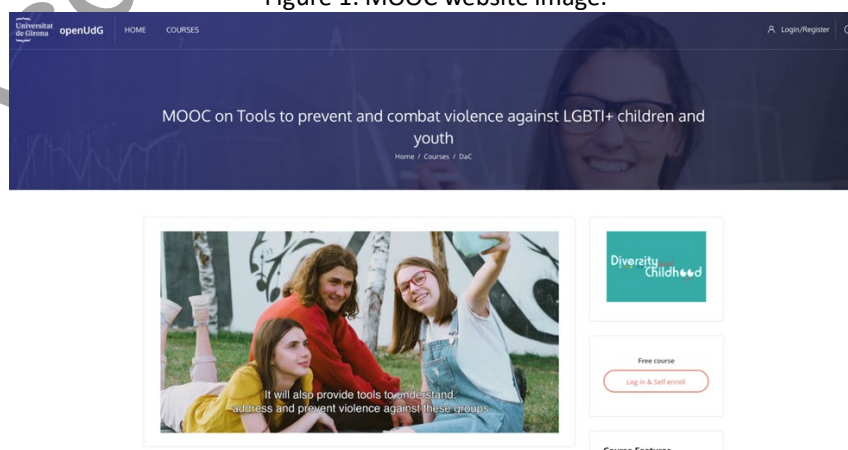 Figure 1. MOOC website image.
Universitat
de Girona
openUdG
HOME
COURSES
Login/Register
MOOC on Tools to prevent and combat violence against LGBTI+ children and
youth
Home / Courses / DaC
Diversity
Childhood
It will also provide tools to understand,
address and prevent violence against these groups
Free course
Log in & Self enroll
Course Features